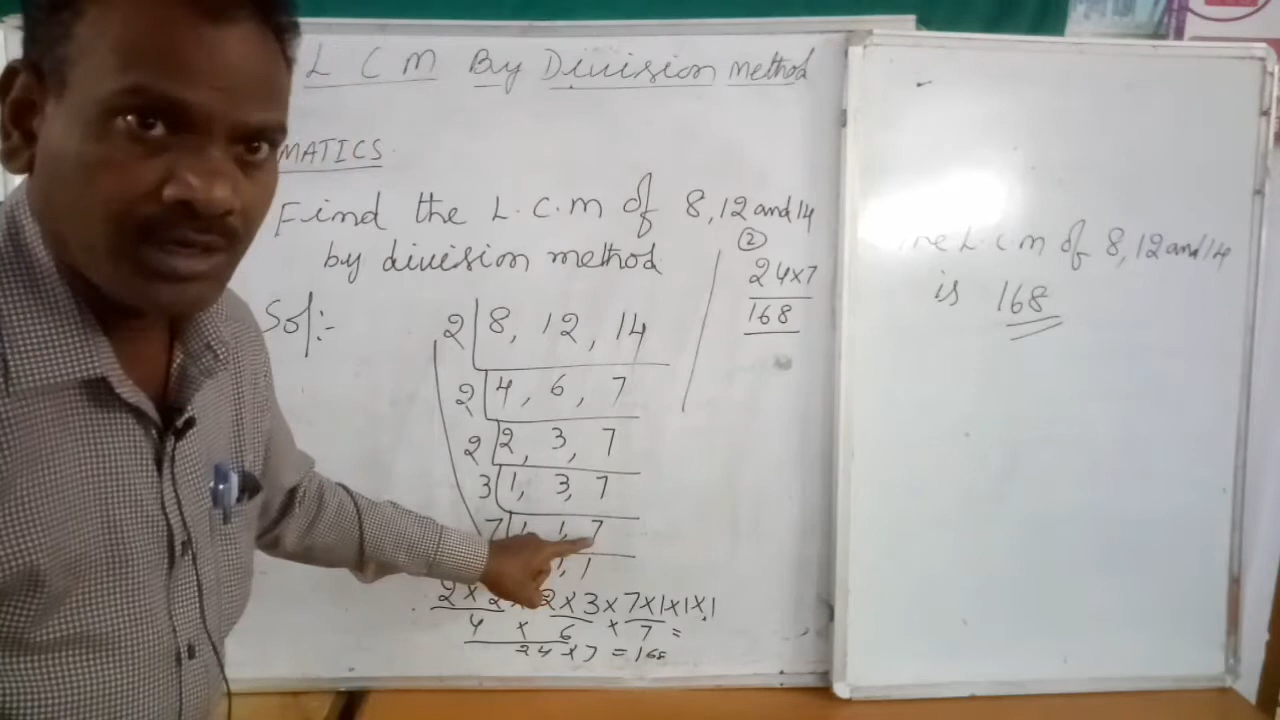 L C M By Division Method
MATICS
Find the L.C.M of 8, 12 and 14
by division method
Sol:-
2 8, 12, 14
2 4, 6, 7
2 2, 3, 7
3 1, 3, 7
7 1, 1, 7
, 1
2 × 2 × 2 × 3 × 7 × 1 × 1 × 1
4 × 6 × 7 =
24 × 7 = 168
2
24×7
168
The L.C.M of 8, 12 and 14
is 168